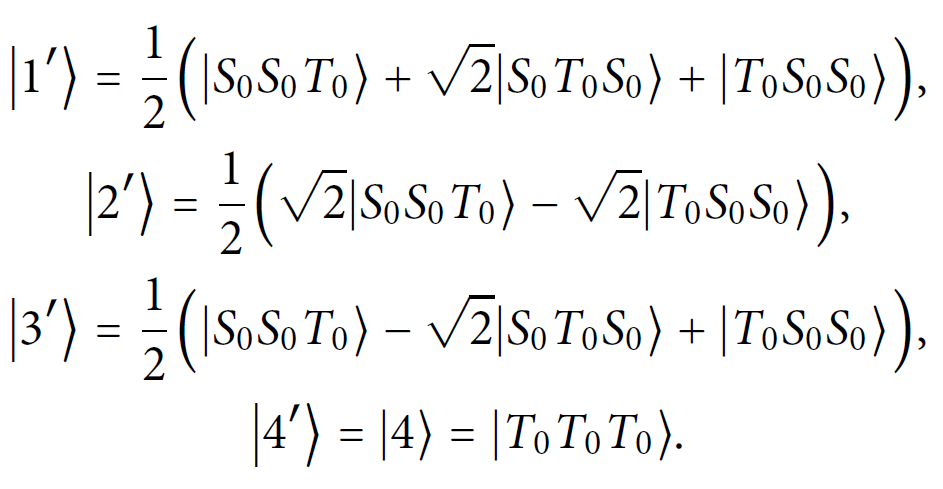 |1′⟩ = 1/2 (|S₀S₀T₀⟩ + √2|S₀T₀S₀⟩ + |T₀S₀S₀⟩),
|2′⟩ = 1/2 (√2|S₀S₀T₀⟩ − √2|T₀S₀S₀⟩),
|3′⟩ = 1/2 (|S₀S₀T₀⟩ − √2|S₀T₀S₀⟩ + |T₀S₀S₀⟩),
|4′⟩ = |4⟩ = |T₀T₀T₀⟩.